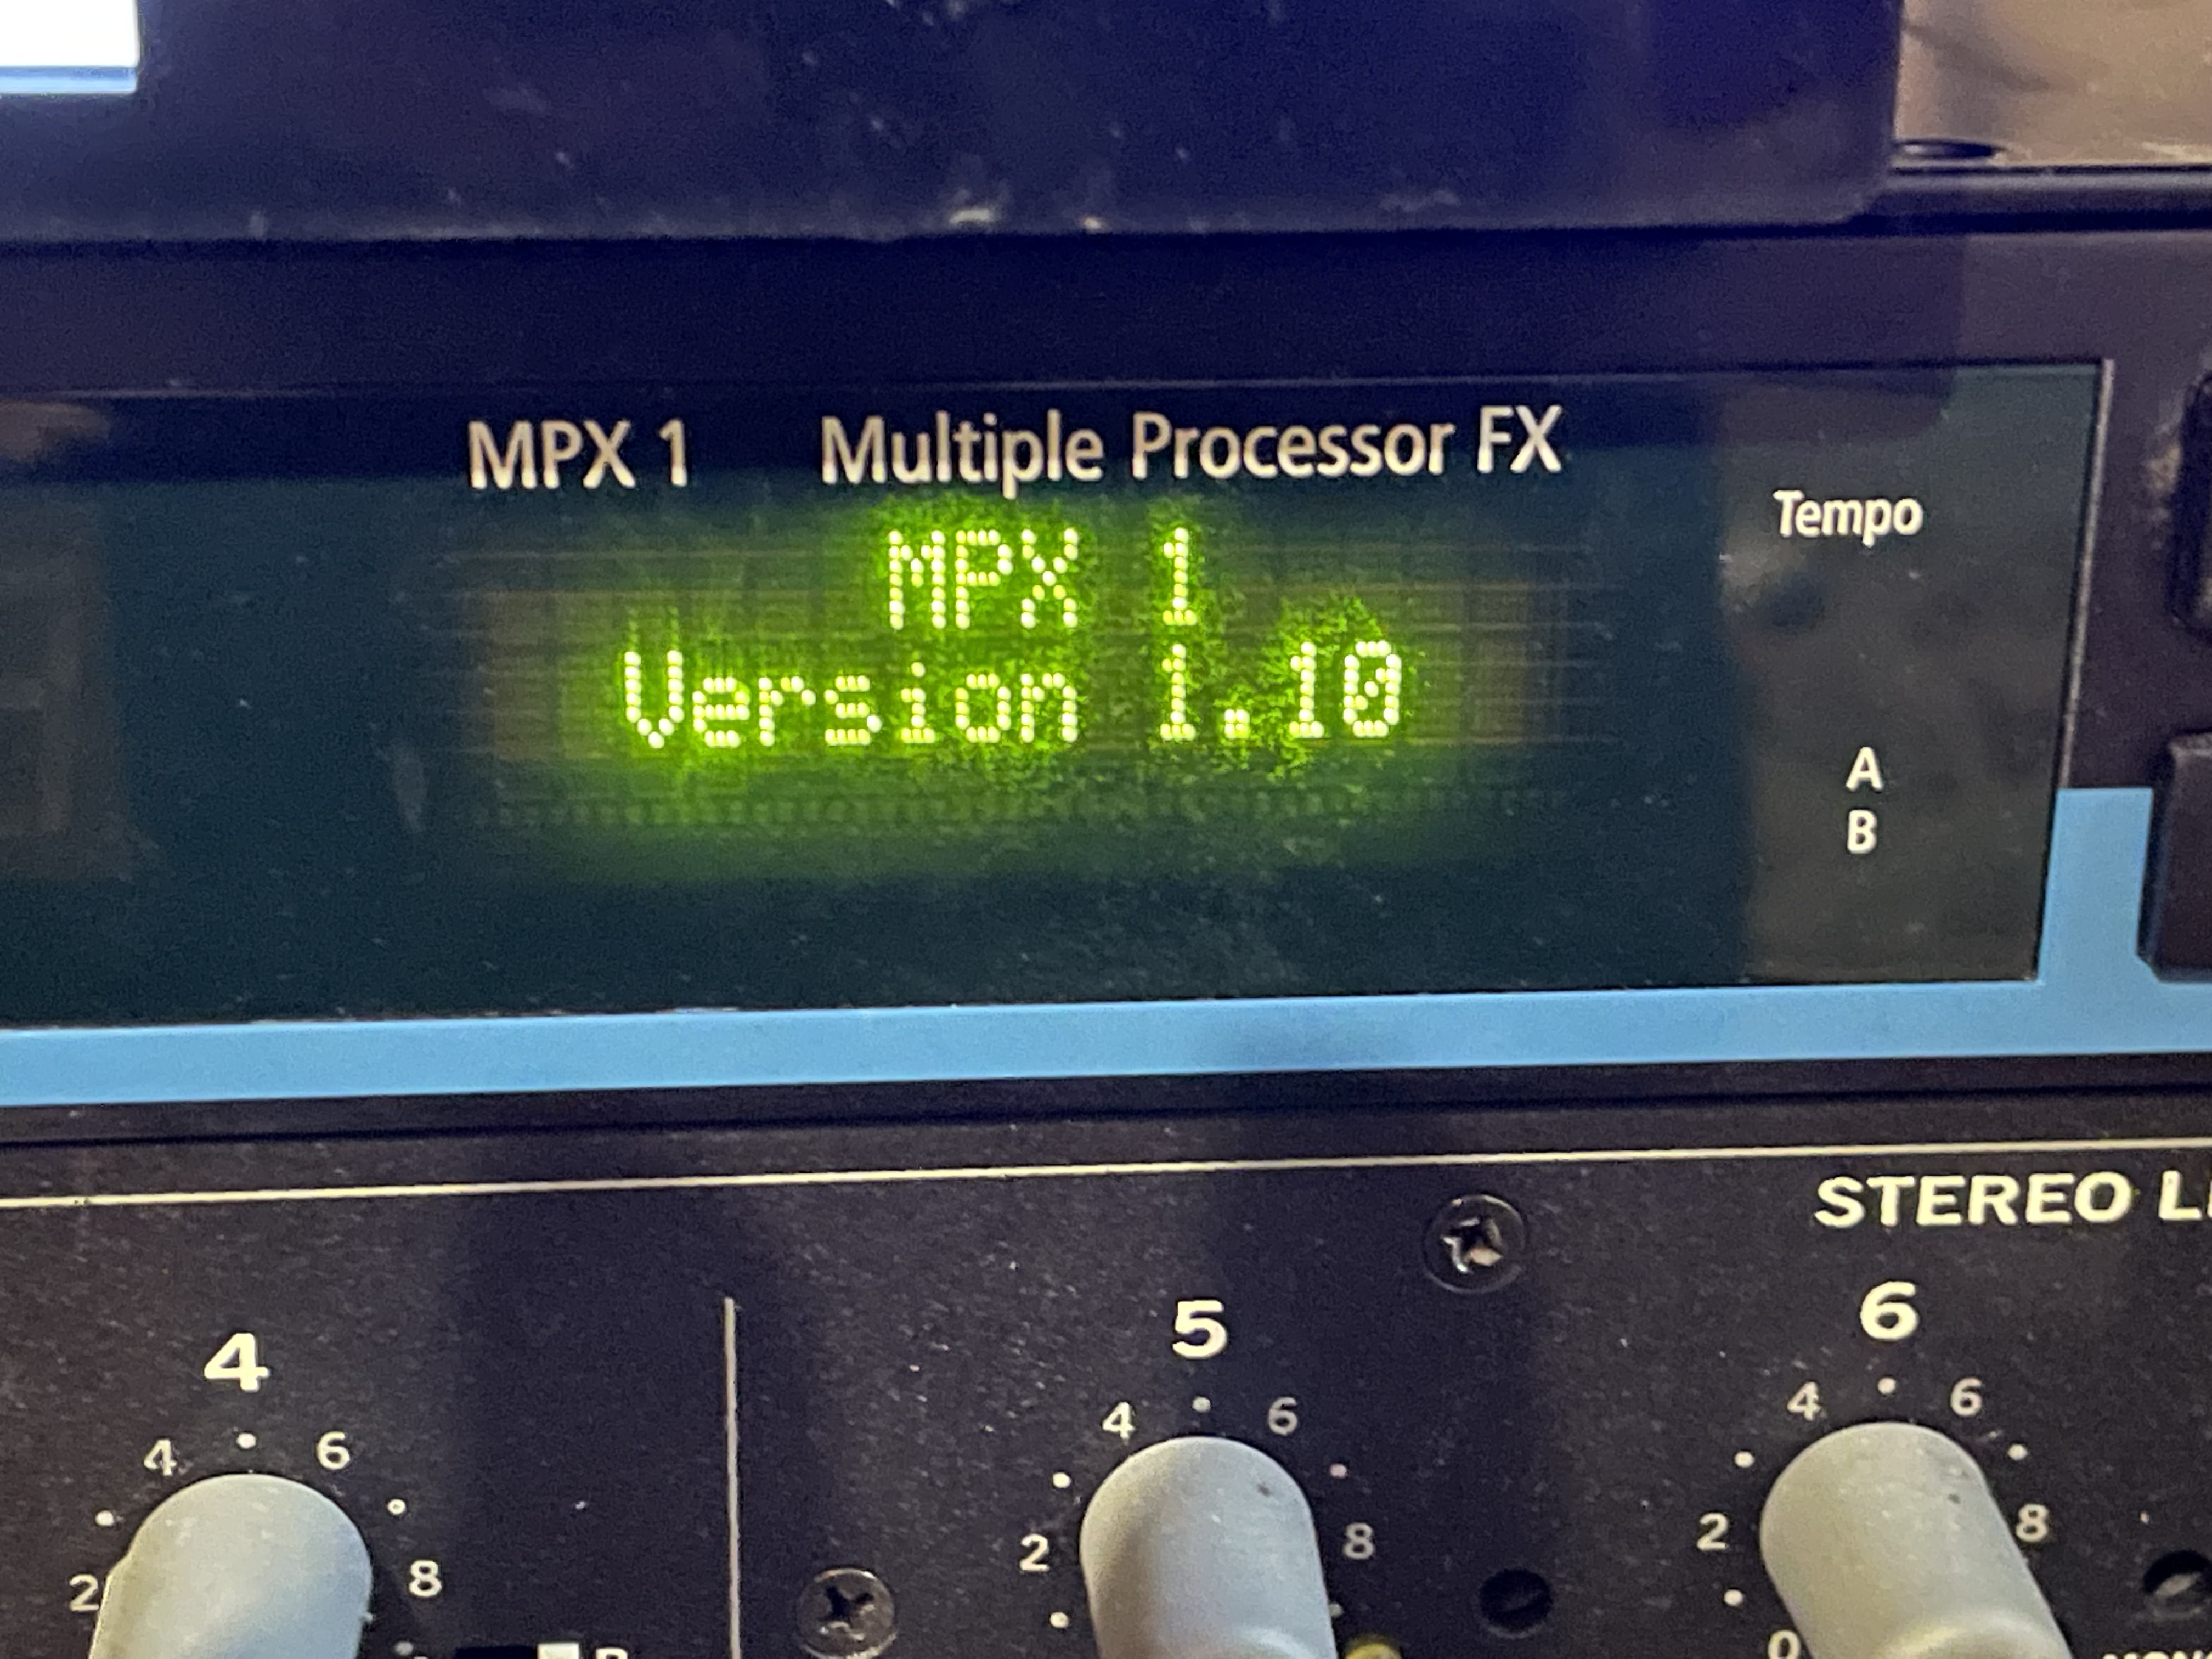 MPX 1 Multiple Processor FX
MPX 1
Version 1.10
Tempo
A
B
STEREO
4
5
6
4 6
2 8
4 6
2 8
4 6
2 8
0